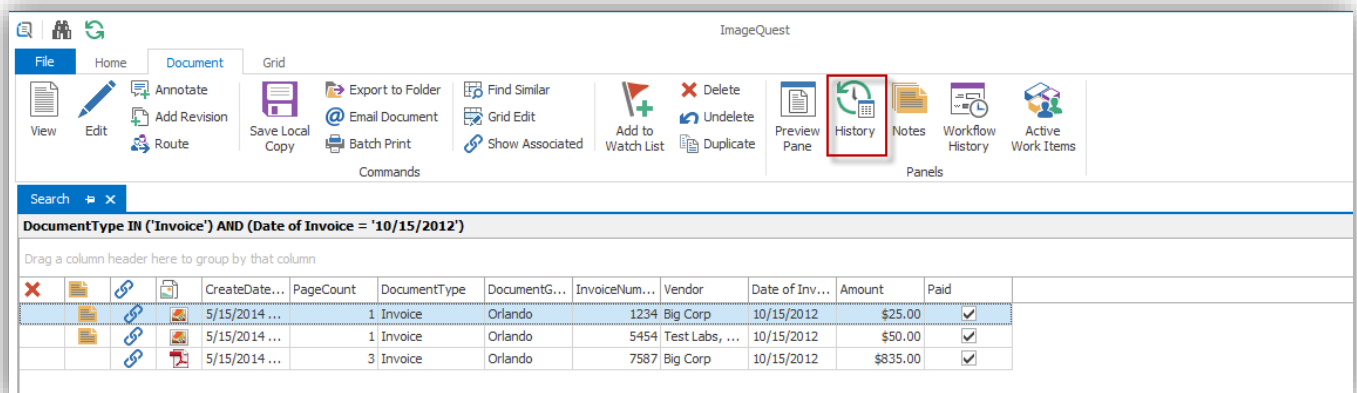 ImageQuest
File Home Document Grid
View
Edit
Annotate
Add Revision
Route
Save Local
Copy
Export to Folder
Email Document
Batch Print
Find Similar
Grid Edit
Show Associated
Add to
Watch List
Delete
Undelete
Duplicate
Preview
Pane
History
Notes
Workflow
History
Active
Work Items
Commands
Panels
Search
DocumentType IN ('Invoice') AND (Date of Invoice = '10/15/2012')
Drag a column header here to group by that column
CreateDate... PageCount DocumentType DocumentG... InvoiceNum... Vendor Date of Inv... Amount Paid
5/15/2014 ... 1 Invoice Orlando 1234 Big Corp 10/15/2012 $25.00
5/15/2014 ... 1 Invoice Orlando 5454 Test Labs, ... 10/15/2012 $50.00
5/15/2014 ... 3 Invoice Orlando 7587 Big Corp 10/15/2012 $835.00